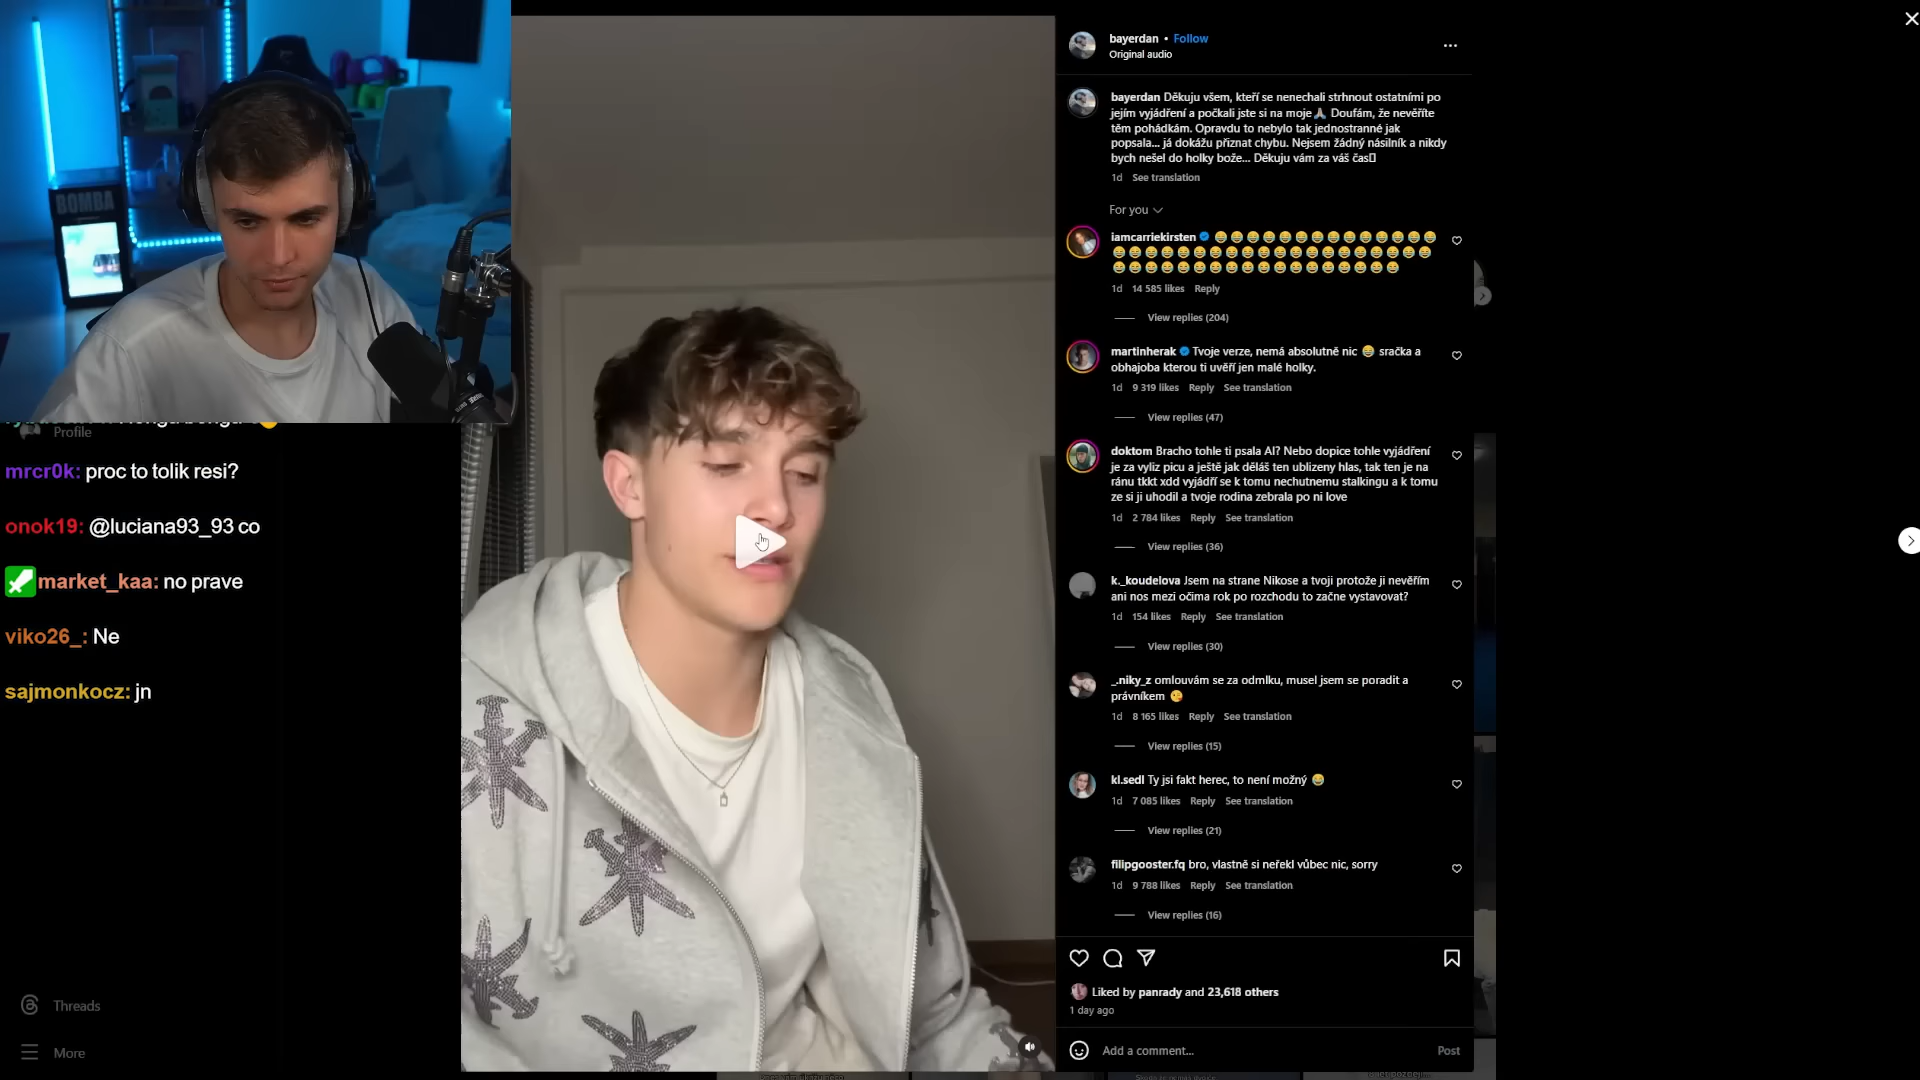 BOMBA
Profile
mrcr0k: proc to tolik resi?
onok19: @luciana93_93 co
market_kaa: no prave
viko26_: Ne
sajmonkocz: jn
Threads
More
bayerdan • Follow
Original audio
bayerdan Děkuju všem, kteří se nenechali strhnout ostatními po
jejím vyjádření a počkali jste si na moje🙏🏻 Doufám, že nevěříte
těm pohádkám. Opravdu to nebylo tak jednostranné jak
popsala... já dokážu přiznat chybu. Nejsem žádný násilník a nikdy
bych nešel do holky bože... Děkuju vám za váš čas
1d See translation
For you
iamcarriekirsten 😂😂😂😂😂😂😂😂😂😂😂😂😂😂
😂😂😂😂😂😂😂😂😂😂😂😂😂😂😂😂😂😂😂😂
😂😂😂😂😂😂😂😂😂😂😂😂😂😂😂😂😂😂
1d 14 585 likes Reply
View replies (204)
martinherak Tvoje verze, nemá absolutně nic 😂 sračka a
obhajoba kterou ti uvěří jen malé holky.
1d 9 319 likes Reply See translation
View replies (47)
doktom Bracho tohle ti psala AI? Nebo dopice tohle vyjádření
je za vyliz picu a ještě jak děláš ten ublizeny hlas, tak ten je na
ránu tkkt xdd vyjádří se k tomu nechutnemu stalkingu a k tomu
ze si ji uhodil a tvoje rodina zebrala po ni love
1d 2 784 likes Reply See translation
View replies (36)
k._koudelova Jsem na strane Nikose a tvoji protože ji nevěřím
ani nos mezi očima rok po rozchodu to začne vystavovat?
1d 154 likes Reply See translation
View replies (30)
_.niky_z omlouvám se za odmlku, musel jsem se poradit a
právníkem 😘
1d 8 165 likes Reply See translation
View replies (15)
kl.sedl Ty jsi fakt herec, to není možný 😂
1d 7 085 likes Reply See translation
View replies (21)
filipgooster.fq bro, vlastně si neřekl vůbec nic, sorry
1d 9 788 likes Reply See translation
View replies (16)
Liked by panrady and 23,618 others
1 day ago
Add a comment...
Post